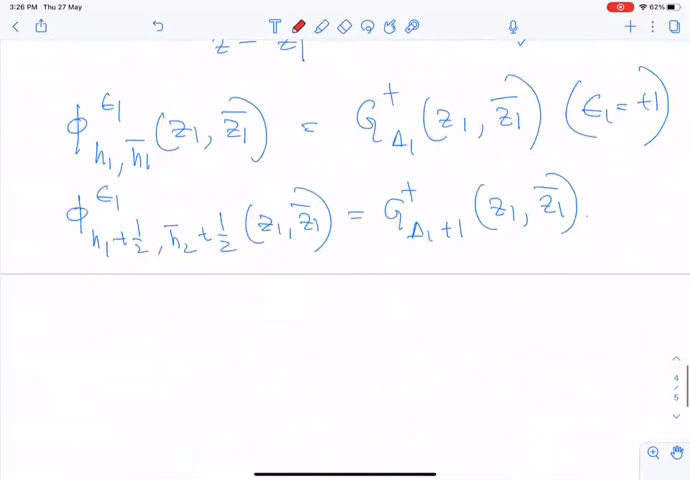 3:26 PM Thu 27 May 62%
z - z₁
ϕ^{ϵ₁}_{h₁, h̅₁} (z₁, z̅₁) = G⁺_{Δ₁} (z₁, z̅₁) (ϵ₁ = +1)
ϕ^{ϵ₁}_{h₁+½, h̅₂+½} (z₁, z̅₁) = G⁺_{Δ₁+1} (z₁, z̅₁).
4
/
5